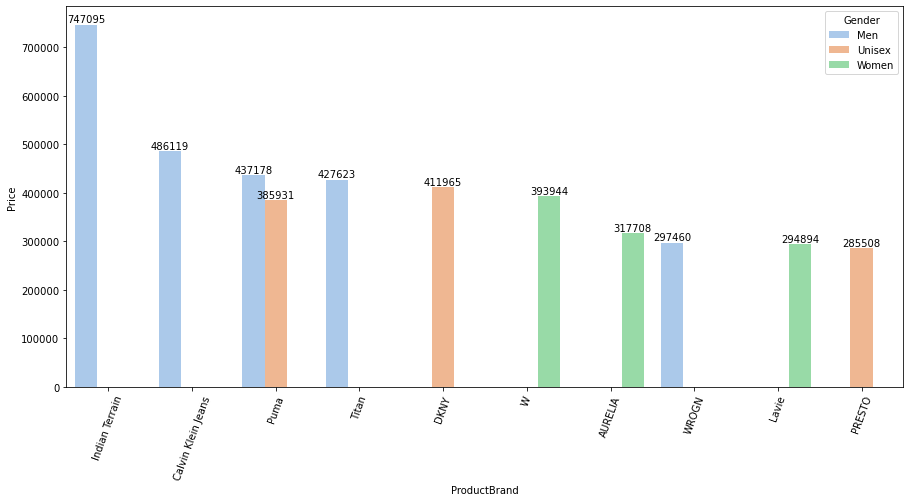 Gender
Men
Unisex
Women
747095
486119
437178
385931
427623
411965
393944
317708
297460
294894
285508
700000
600000
500000
400000
300000
200000
100000
0
Price
Indian Terrain
Calvin Klein Jeans
Puma
Titan
DKNY
W
AURELIA
WROGN
Lavie
PRESTO
ProductBrand